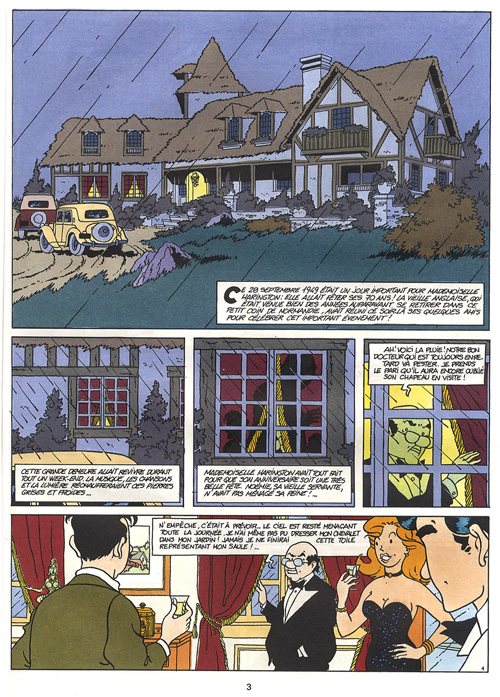 CE 28 SEPTEMBRE 1949 ÉTAIT UN JOUR IMPORTANT POUR MADEMOISELLE
HARINGTON : ELLE ALLAIT FÊTER SES 70 ANS ! LA VIEILLE ANGLAISE, QUI
ÉTAIT VENUE BIEN DES ANNÉES AUPARAVANT SE RETIRER DANS CE
PETIT COIN DE NORMANDIE, AVAIT RÉUNI CE SOIR-LÀ SES QUELQUES AMIS
POUR CÉLÉBRER CET IMPORTANT ÉVÉNEMENT !
CETTE GRANDE DEMEURE ALLAIT REVIVRE DURANT
TOUT UN WEEK-END. LA MUSIQUE, LES CHANSONS
ET LA LUMIÈRE RÉCHAUFFERAIENT CES PIERRES
GRISES ET FROIDES ...
MADEMOISELLE HARINGTON AVAIT TOUT FAIT
POUR QUE SON ANNIVERSAIRE SOIT UNE TRÈS
BELLE FÊTE. NOÉMIE, SA VIEILLE SERVANTE,
N'AVAIT PAS MÉNAGÉ SA PEINE ! ...
AH ! VOICI LA PLUIE ! NOTRE BON
DOCTEUR QUI EST TOUJOURS EN RE-
TARD VA PESTER. JE PRENDS
LE PARI QU'IL AURA ENCORE OUBLIÉ
SON CHAPEAU EN VISITE !
N'EMPÊCHE, C'ÉTAIT À PRÉVOIR... LE CIEL EST RESTÉ MENAÇANT
TOUTE LA JOURNÉE. JE N'AI MÊME PAS PU DRESSER MON CHEVALET
DANS MON JARDIN ! JAMAIS JE NE FINIRAI CETTE TOILE
REPRÉSENTANT MON SAULE ! ...
1
3